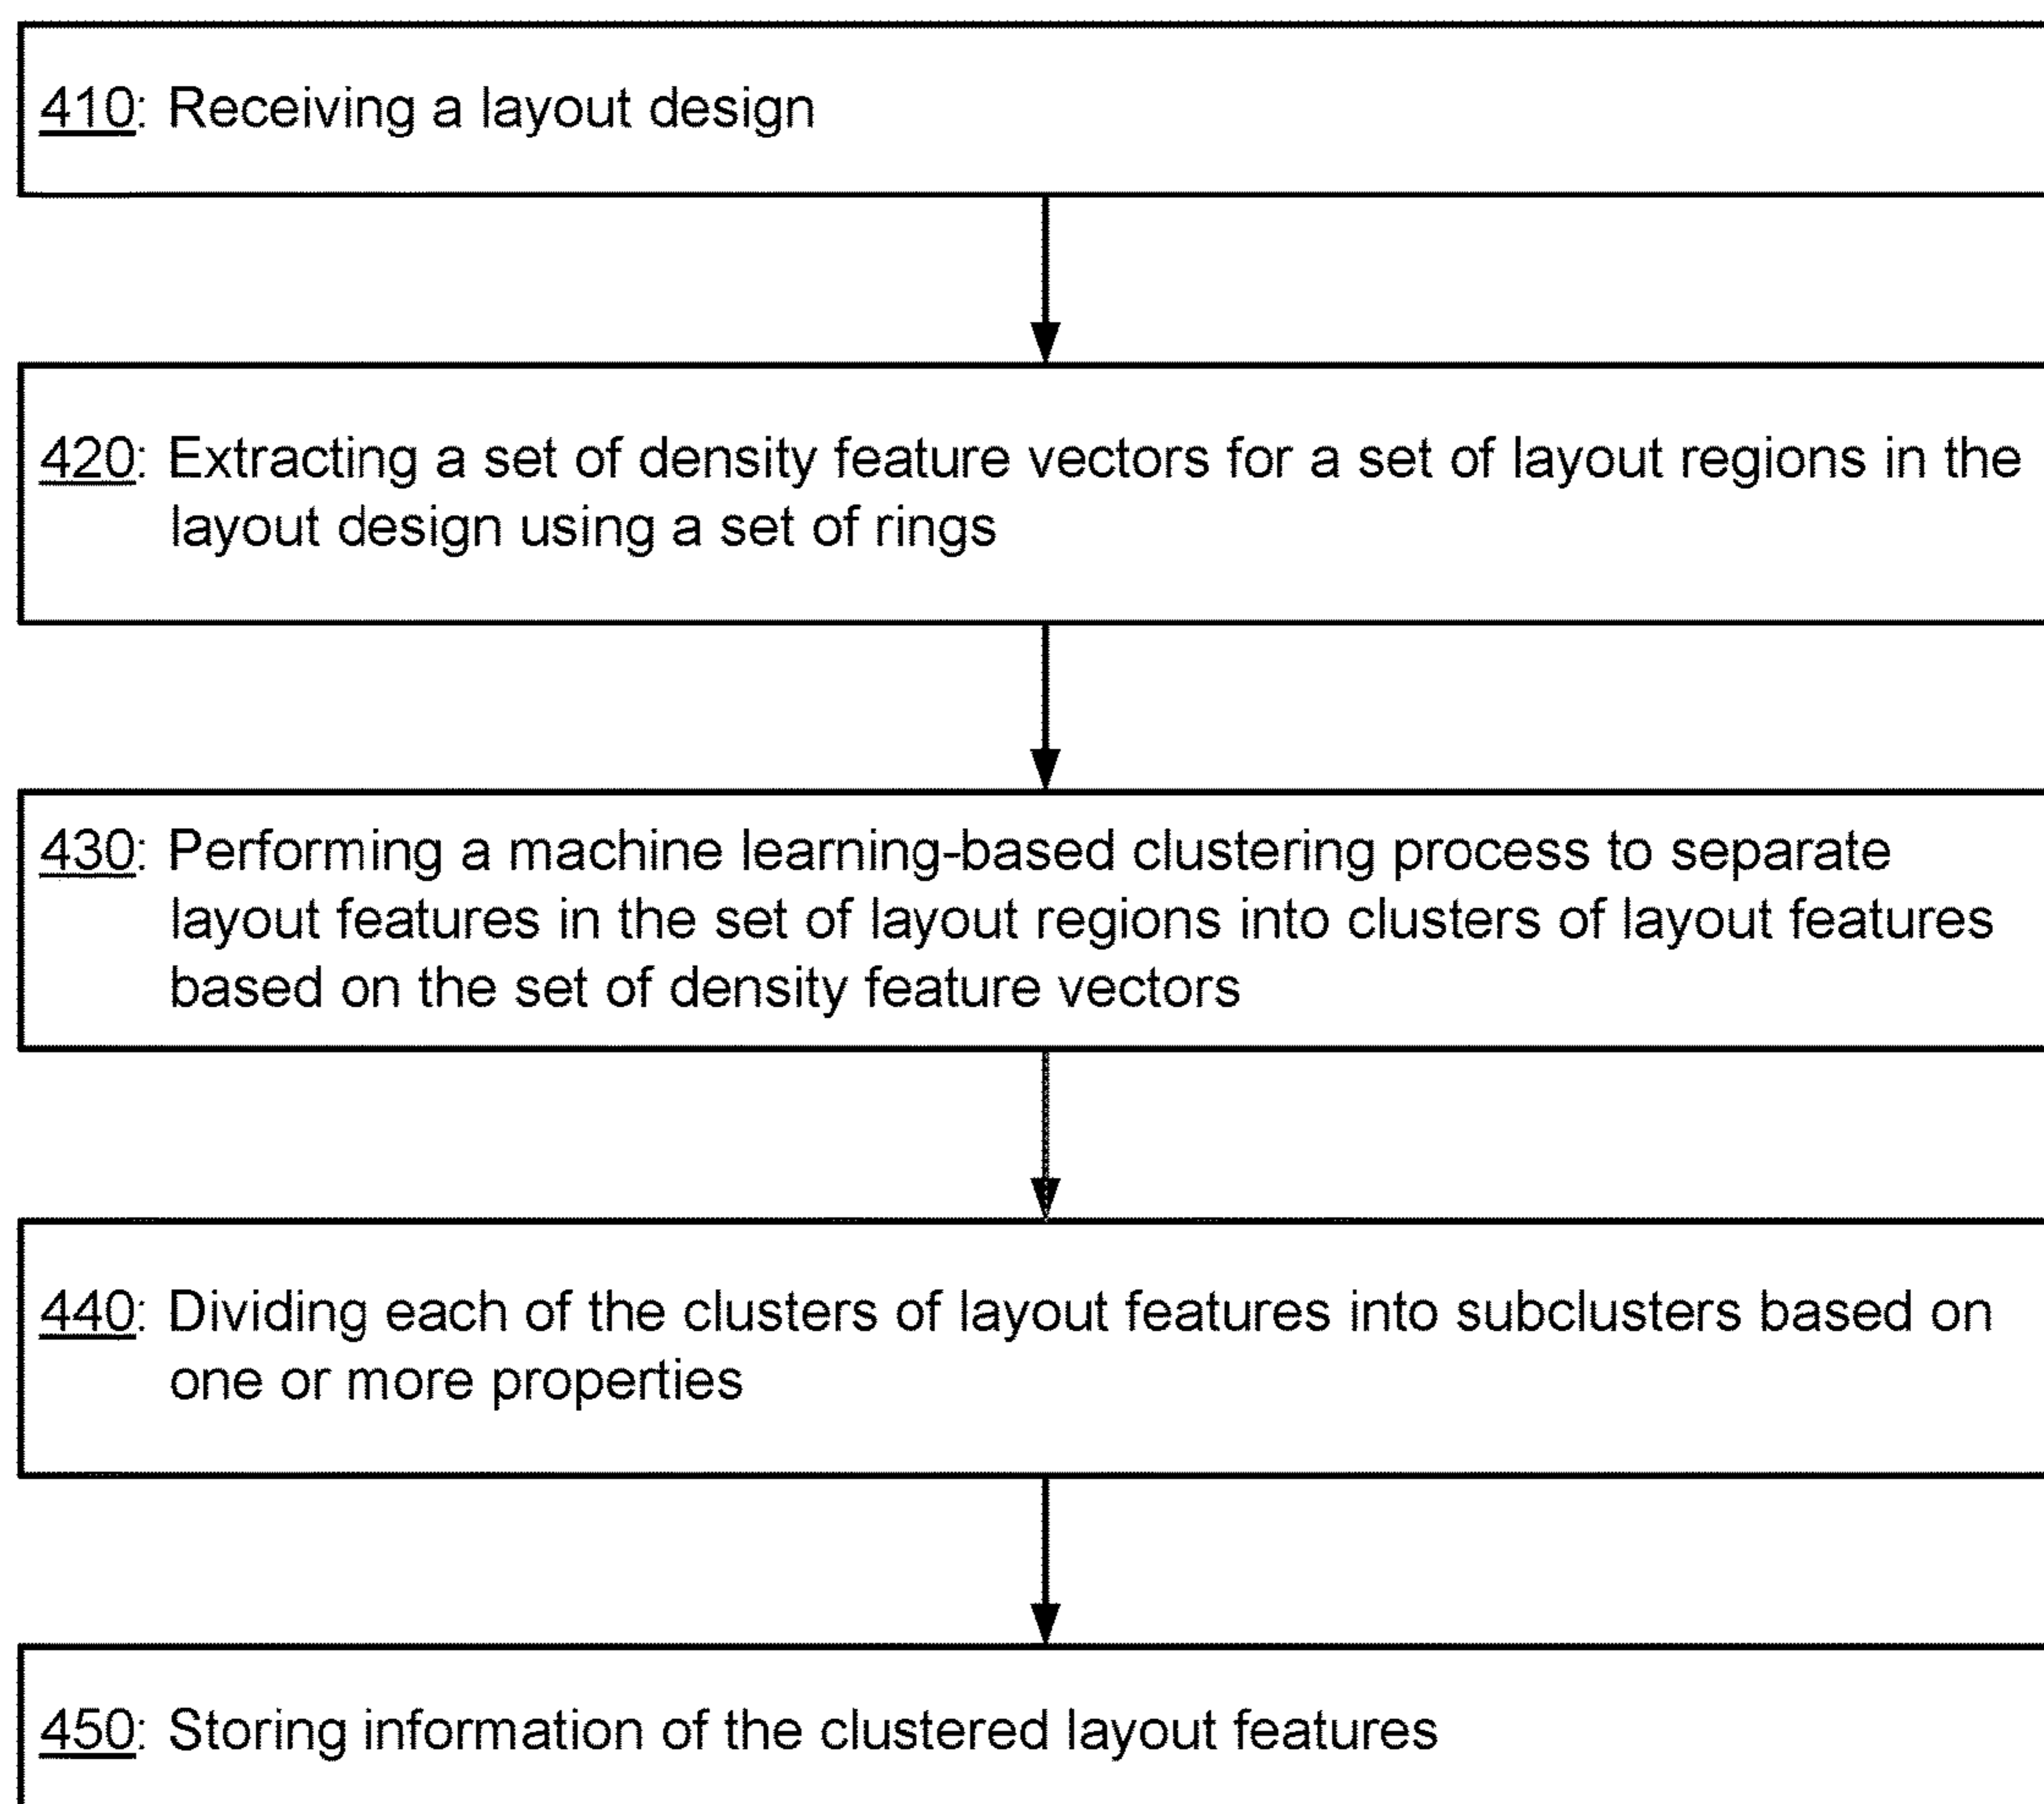 410: Receiving a layout design
420: Extracting a set of density feature vectors for a set of layout regions in the
layout design using a set of rings
430: Performing a machine learning-based clustering process to separate
layout features in the set of layout regions into clusters of layout features
based on the set of density feature vectors
440: Dividing each of the clusters of layout features into subclusters based on
one or more properties
450: Storing information of the clustered layout features